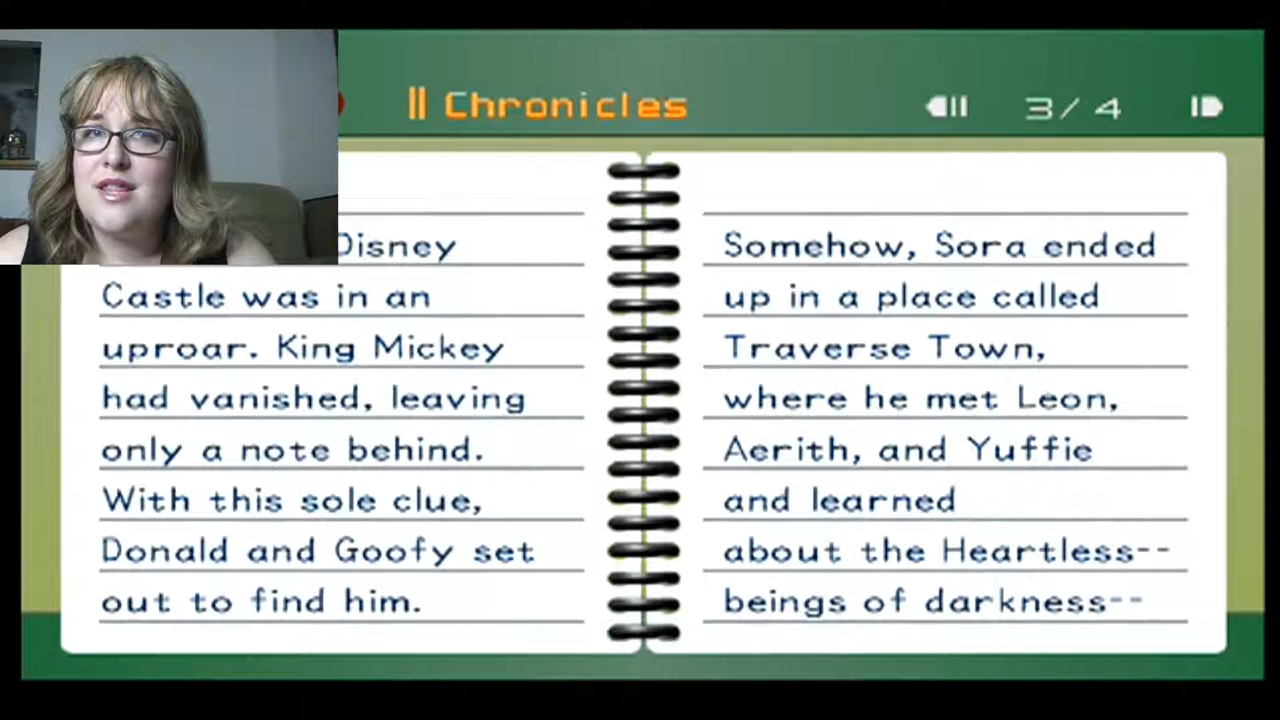 Chronicles
3/4
Disney
Castle was in an
uproar. King Mickey
had vanished, leaving
only a note behind.
With this sole clue,
Donald and Goofy set
out to find him.
Somehow, Sora ended
up in a place called
Traverse Town,
where he met Leon,
Aerith, and Yuffie
and learned
about the Heartless--
beings of darkness--